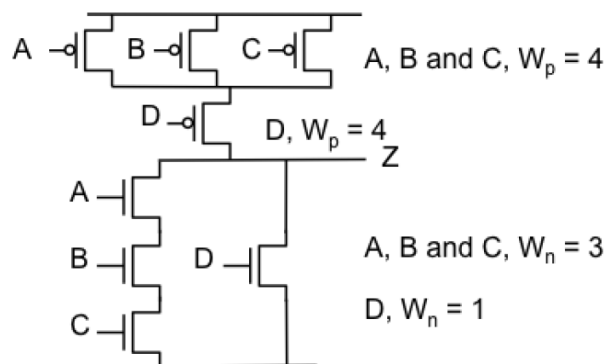 A B C A, B and C, Wp = 4
D D, Wp = 4
Z
A
B D A, B and C, Wn = 3
C D, Wn = 1